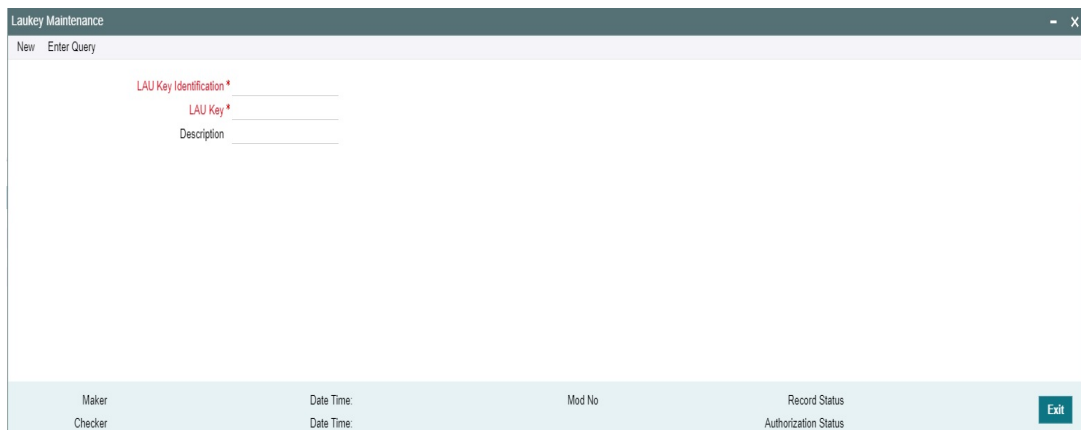 Laukey Maintenance - X
New Enter Query
LAU Key Identification *
LAU Key *
Description
Maker Date Time: Mod No Record Status Exit
Checker Date Time: Authorization Status